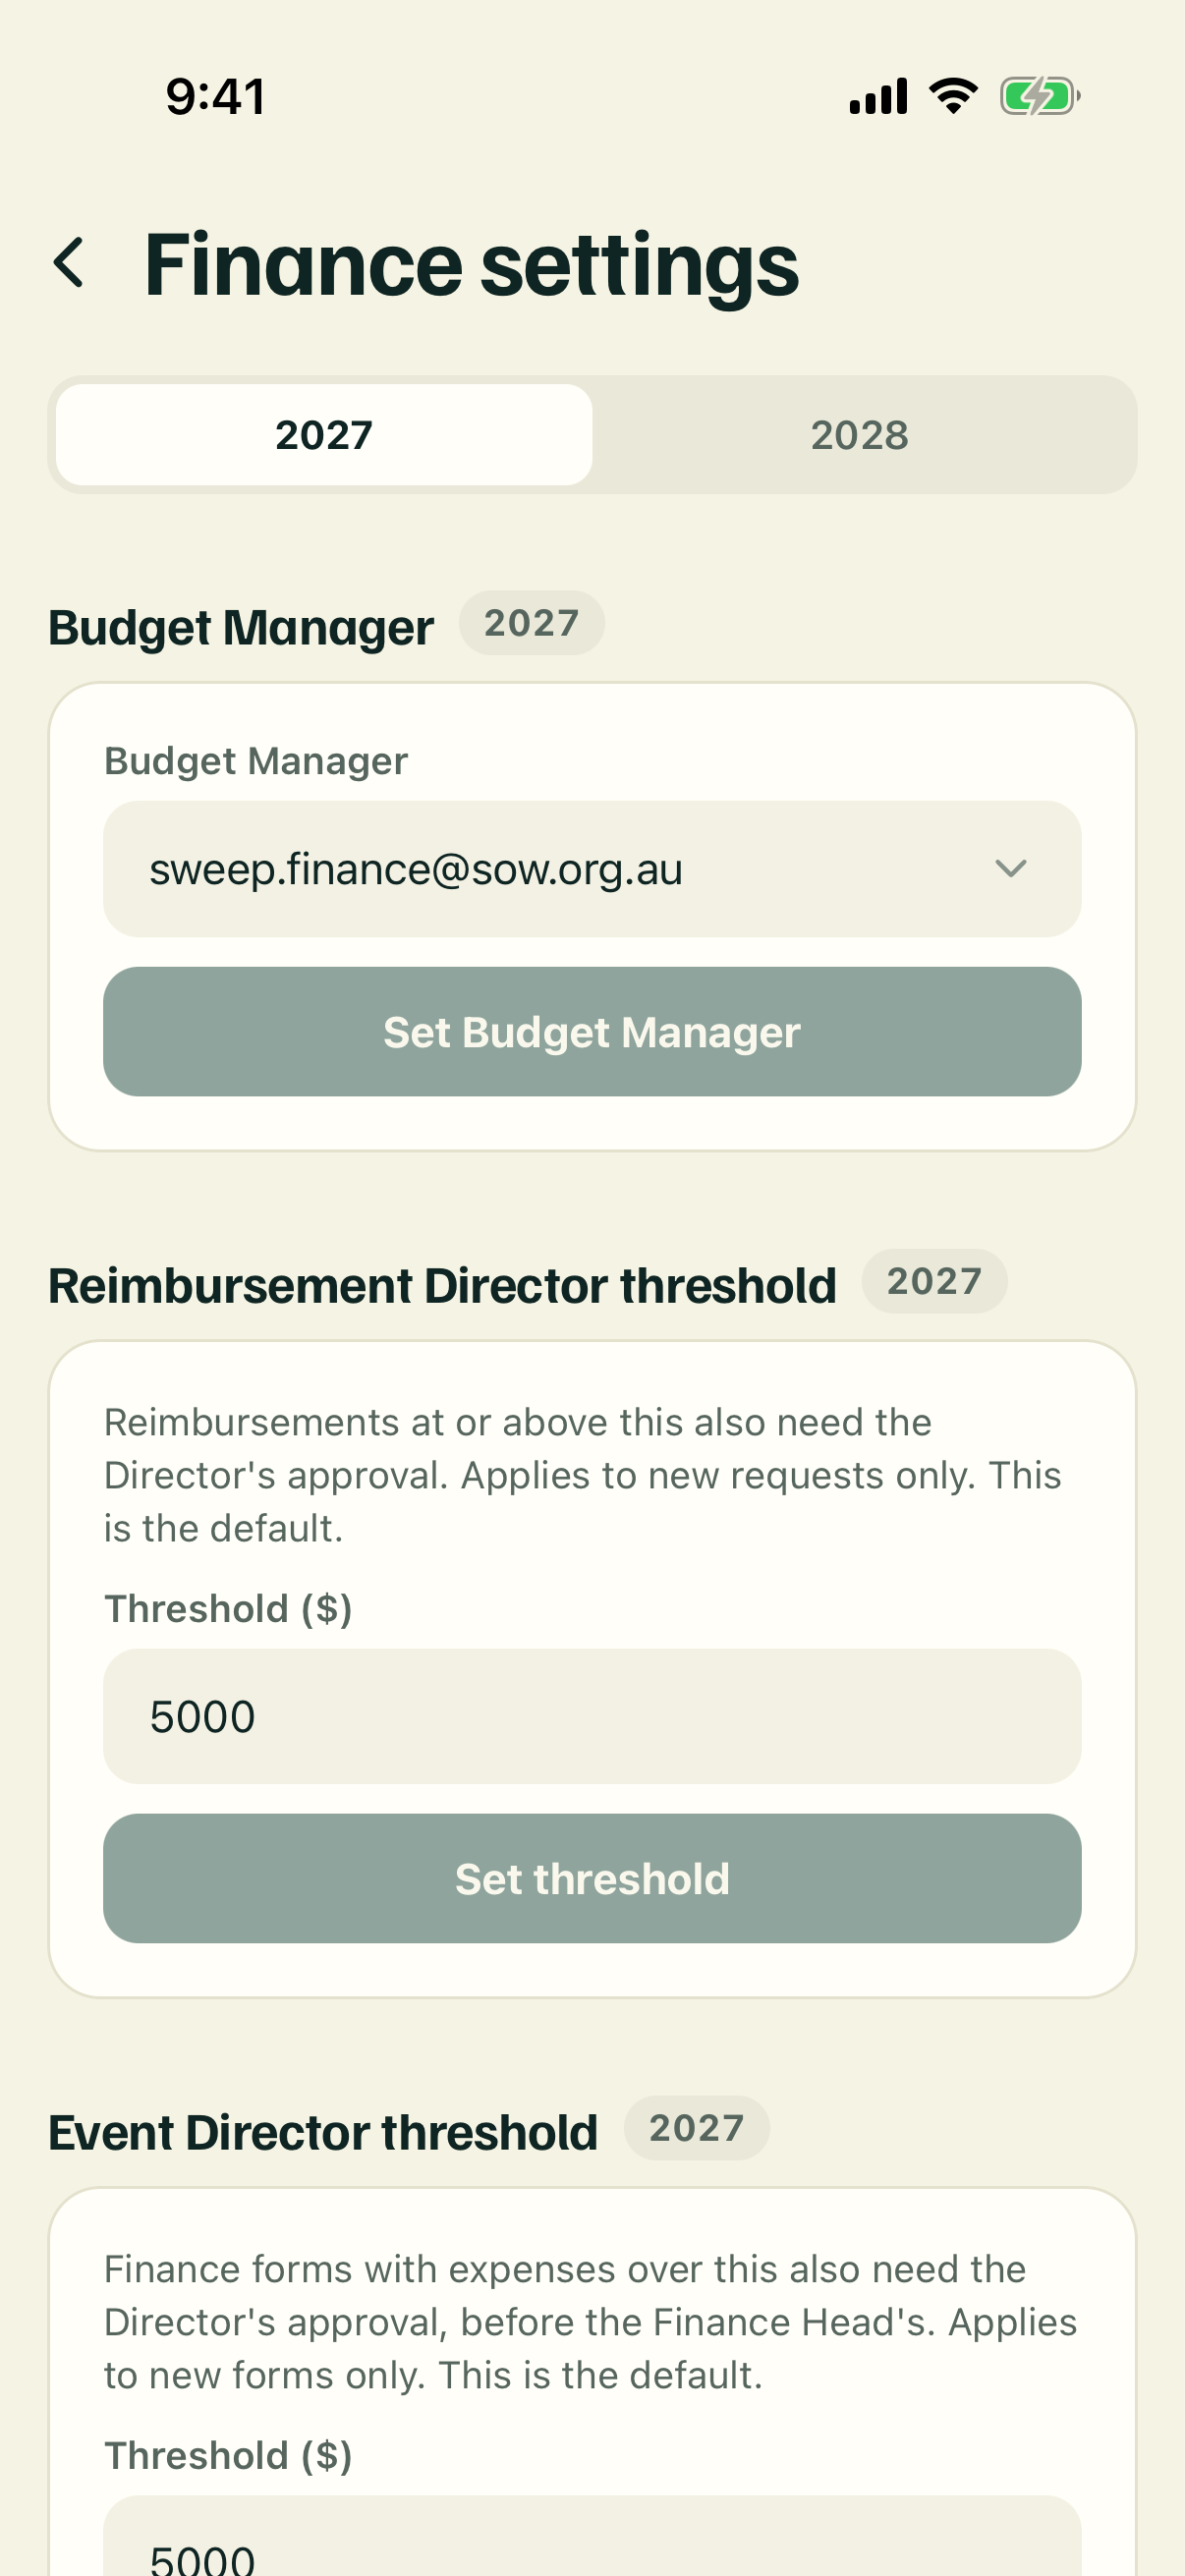 9:41
Finance settings
2027
2028
Budget Manager 2027
Budget Manager
sweep.finance@sow.org.au
Set Budget Manager
Reimbursement Director threshold 2027
Reimbursements at or above this also need the
Director's approval. Applies to new requests only. This
is the default.
Threshold ($)
5000
Set threshold
Event Director threshold 2027
Finance forms with expenses over this also need the
Director's approval, before the Finance Head's. Applies
to new forms only. This is the default.
Threshold ($)
5000